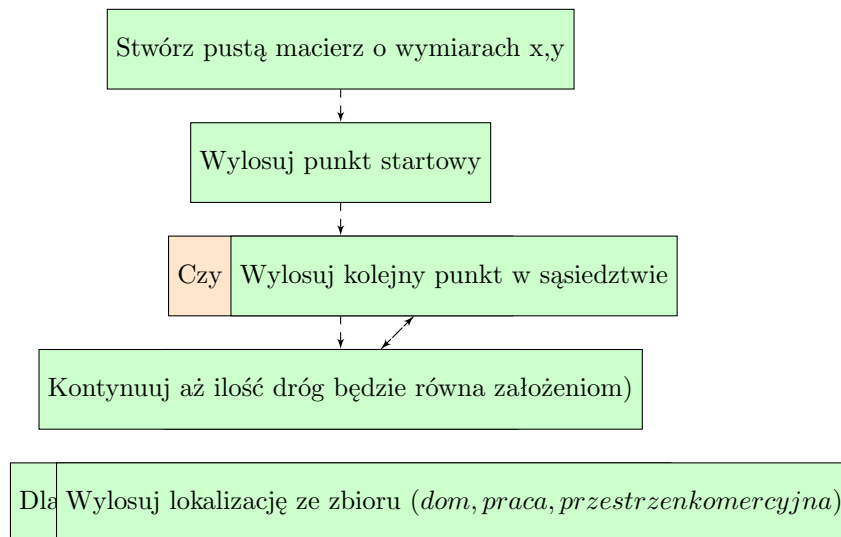 Stwórz pustą macierz o wymiarach x,y
Wylosuj punkt startowy
Czy Wylosuj kolejny punkt w sąsiedztwie
Kontynuuj aż ilość dróg będzie równa założeniom)
Dla Wylosuj lokalizację ze zbioru (dom, praca, przestrzenkomercyjna)